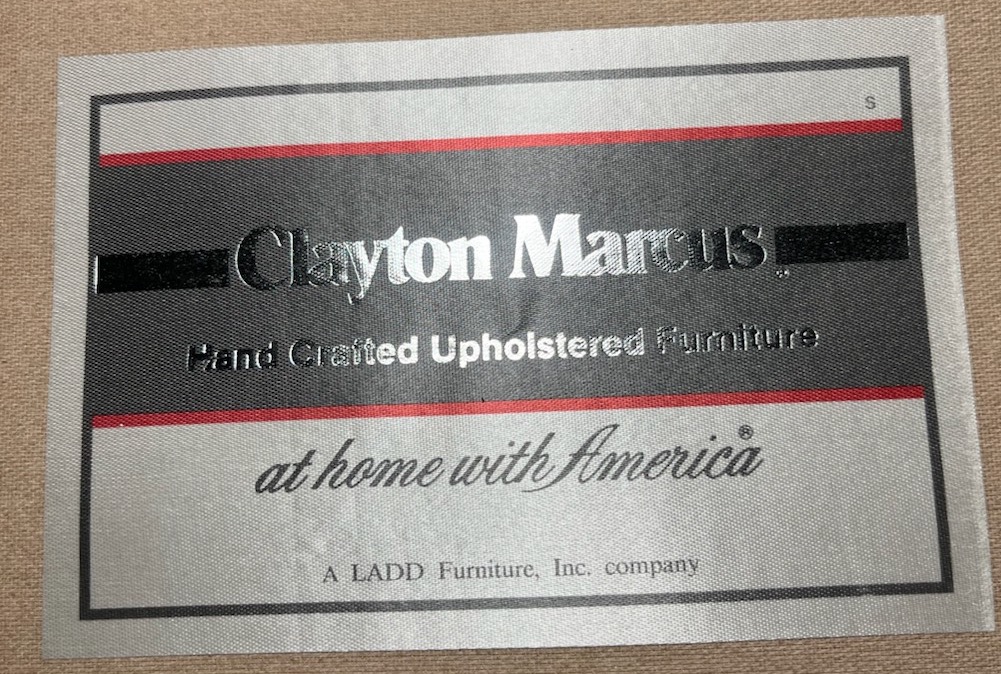 S
Clayton Marcus
Hand Crafted Upholstered Furniture
at home with America®
A LADD Furniture, Inc. company